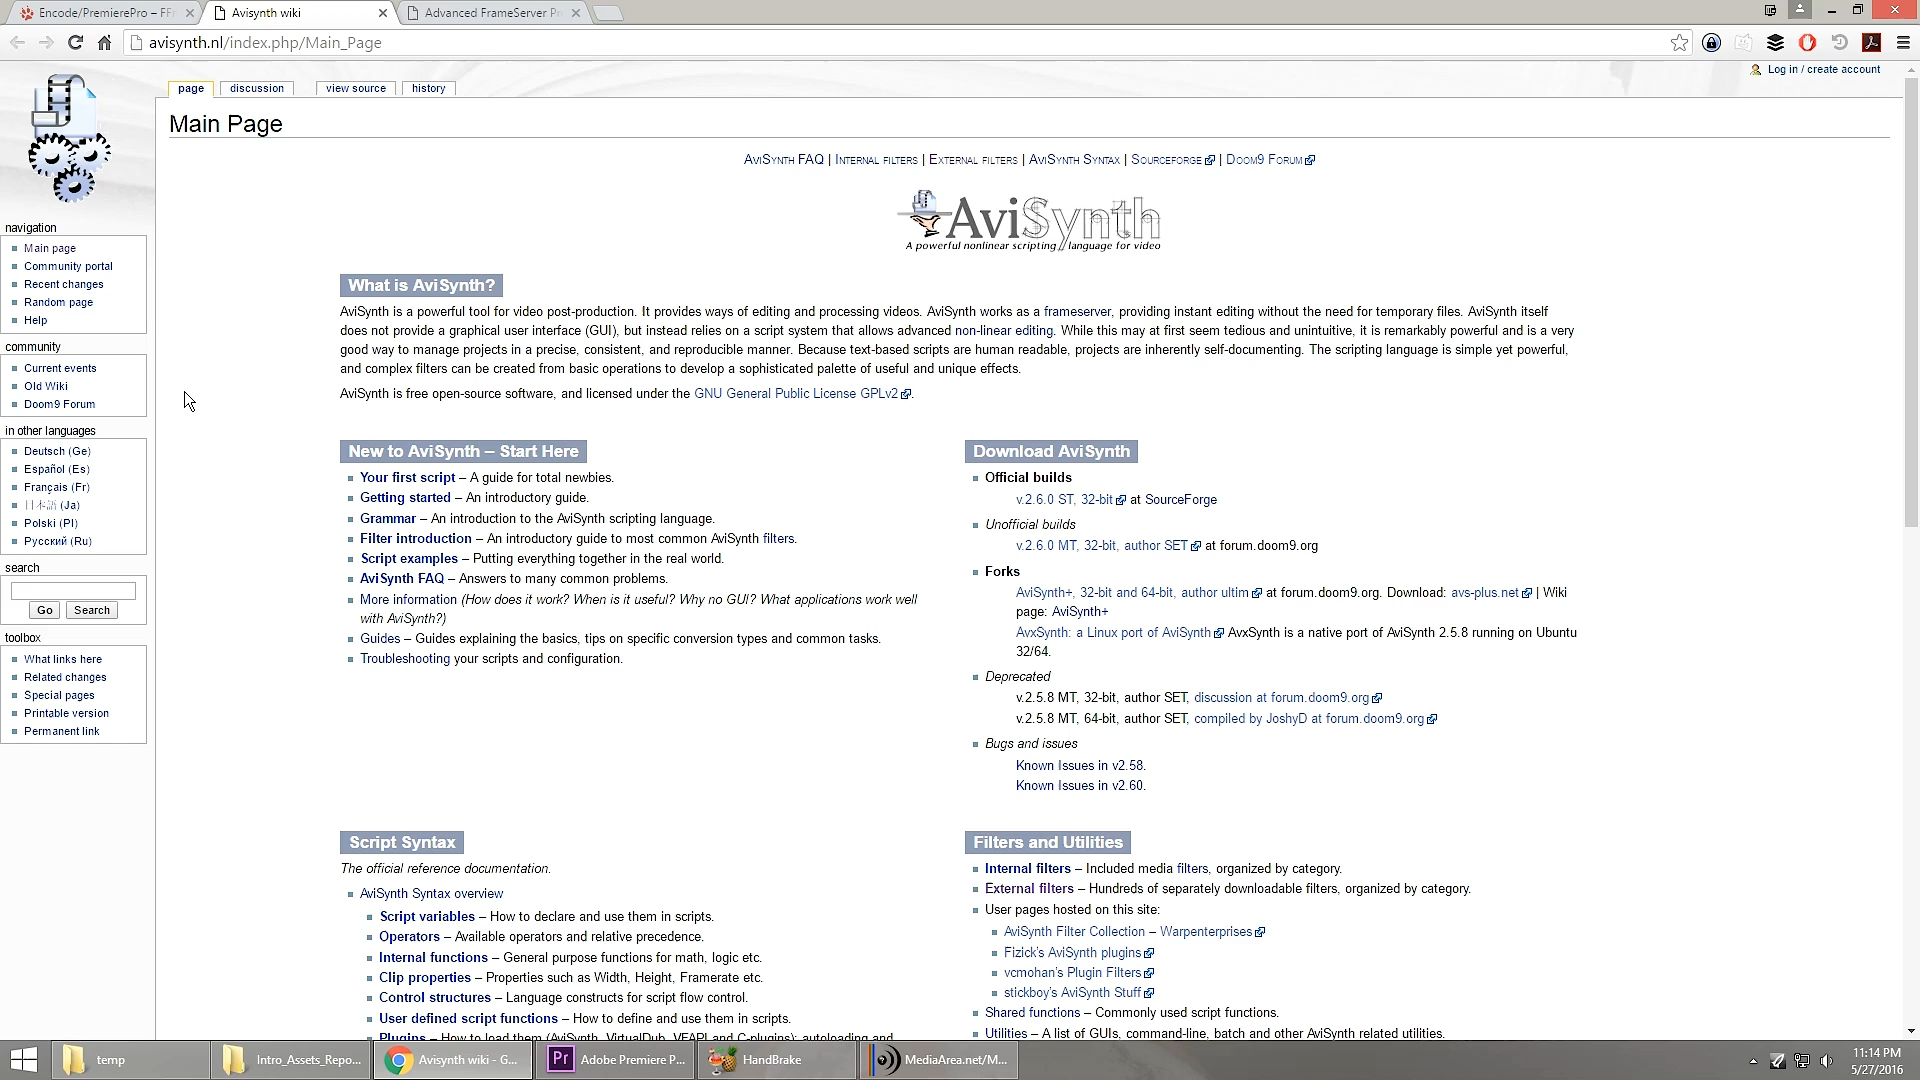 Encode/PremierePro – FF
Avisynth wiki
Advanced FrameServer P
avisynth.nl/index.php/Main_Page
Log in / create account
page
discussion
view source
history
Main Page
AviSynth FAQ | Internal filters | External filters | AviSynth Syntax | Sourceforge | Doom9 Forum
AviSynth
A powerful nonlinear scripting language for video
navigation
Main page
Community portal
Recent changes
Random page
Help
community
Current events
Old Wiki
Doom9 Forum
in other languages
Deutsch (Ge)
Español (Es)
Français (Fr)
日本語 (Ja)
Polski (Pl)
Русский (Ru)
search
Go
Search
toolbox
What links here
Related changes
Special pages
Printable version
Permanent link
What is AviSynth?
AviSynth is a powerful tool for video post-production. It provides ways of editing and processing videos. AviSynth works as a frameserver, providing instant editing without the need for temporary files. AviSynth itself
does not provide a graphical user interface (GUI), but instead relies on a script system that allows advanced non-linear editing. While this may at first seem tedious and unintuitive, it is remarkably powerful and is a very
good way to manage projects in a precise, consistent, and reproducible manner. Because text-based scripts are human readable, projects are inherently self-documenting. The scripting language is simple yet powerful,
and complex filters can be created from basic operations to develop a sophisticated palette of useful and unique effects.
AviSynth is free open-source software, and licensed under the GNU General Public License GPLv2.
New to AviSynth – Start Here
Your first script – A guide for total newbies.
Getting started – An introductory guide.
Grammar – An introduction to the AviSynth scripting language.
Filter introduction – An introductory guide to most common AviSynth filters.
Script examples – Putting everything together in the real world.
AviSynth FAQ – Answers to many common problems.
More information (How does it work? When is it useful? Why no GUI? What applications work well
with AviSynth?)
Guides – Guides explaining the basics, tips on specific conversion types and common tasks.
Troubleshooting your scripts and configuration.
Download AviSynth
Official builds
v.2.6.0 ST, 32-bit at SourceForge
Unofficial builds
v.2.6.0 MT, 32-bit, author SET at forum.doom9.org
Forks
AviSynth+, 32-bit and 64-bit, author ultim at forum.doom9.org. Download: avs-plus.net | Wiki
page: AviSynth+
AvxSynth: a Linux port of AviSynth AvxSynth is a native port of AviSynth 2.5.8 running on Ubuntu
32/64.
Deprecated
v.2.5.8 MT, 32-bit, author SET, discussion at forum.doom9.org
v.2.5.8 MT, 64-bit, author SET, compiled by JoshyD at forum.doom9.org
Bugs and issues
Known Issues in v2.58.
Known Issues in v2.60.
Script Syntax
The official reference documentation.
AviSynth Syntax overview
Script variables – How to declare and use them in scripts.
Operators – Available operators and relative precedence.
Internal functions – General purpose functions for math, logic etc.
Clip properties – Properties such as Width, Height, Framerate etc.
Control structures – Language constructs for script flow control.
User defined script functions – How to define and use them in scripts.
Plugins – How to load them (AviSynth, VirtualDub, VFAPI and C-plugins); autoloading and
Filters and Utilities
Internal filters – Included media filters, organized by category.
External filters – Hundreds of separately downloadable filters, organized by category.
User pages hosted on this site:
AviSynth Filter Collection – Warpenterprises
Fizick's AviSynth plugins
vcmohan's Plugin Filters
stickboy's AviSynth Stuff
Shared functions – Commonly used script functions.
Utilities – A list of GUIs, command-line, batch and other AviSynth related utilities.
temp
Intro_Assets_Repo...
Avisynth wiki - G...
Pr
Adobe Premiere P...
HandBrake
MediaArea.net/M...
11:14 PM
5/27/2016